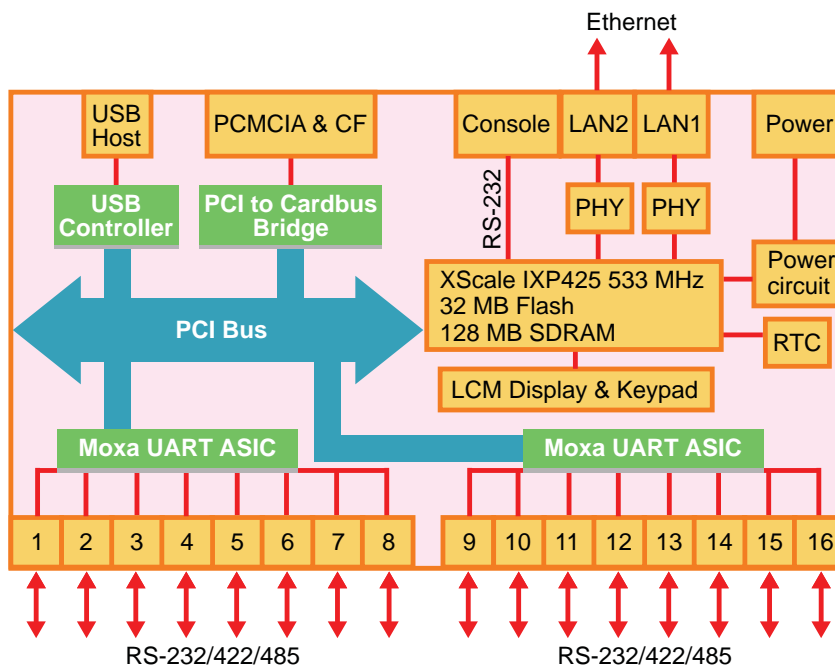 Ethernet
USB
Host
PCMCIA & CF
Console
LAN2
LAN1
Power
USB
Controller
PCI to Cardbus
Bridge
RS-232
PHY
PHY
Power
circuit
XScale IXP425 533 MHz
32 MB Flash
128 MB SDRAM
PCI Bus
RTC
LCM Display & Keypad
Moxa UART ASIC
Moxa UART ASIC
1 2 3 4 5 6 7 8
9 10 11 12 13 14 15 16
RS-232/422/485
RS-232/422/485